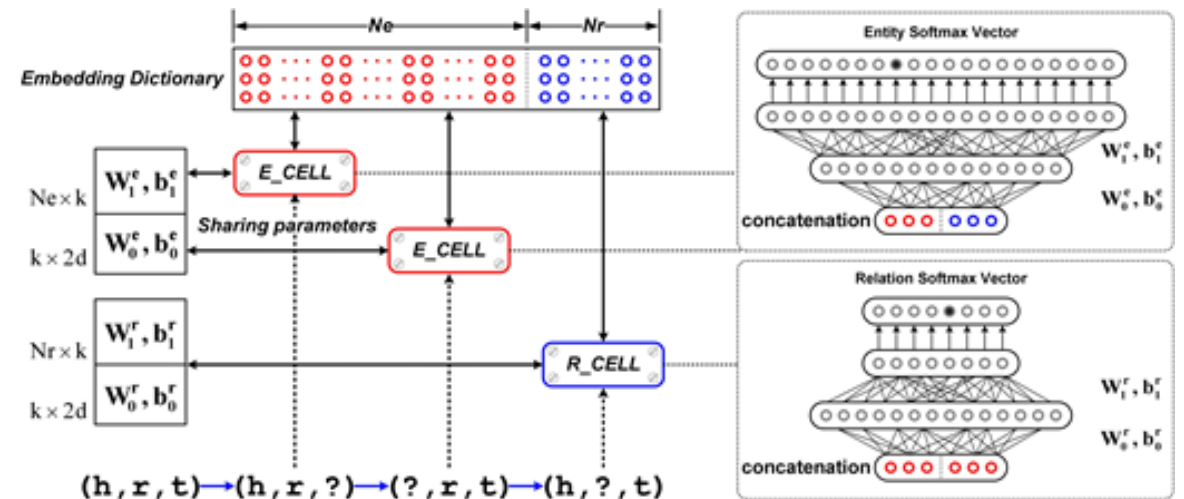 Ne
Nr
Embedding Dictionary
E_CELL
Ne×k
W₁ᵉ, b₁ᵉ
Sharing parameters
k × 2d
W₀ᵉ, b₀ᵉ
E_CELL
Nr×k
W₁ʳ, b₁ʳ
R_CELL
k × 2d
W₀ʳ, b₀ʳ
(h,r,t) (h,r,?) (?,r,t) (h,?,t)
Entity Softmax Vector
W₁ᵉ, b₁ᵉ
W₀ᵉ, b₀ᵉ
concatenation
Relation Softmax Vector
W₁ʳ, b₁ʳ
W₀ʳ, b₀ʳ
concatenation